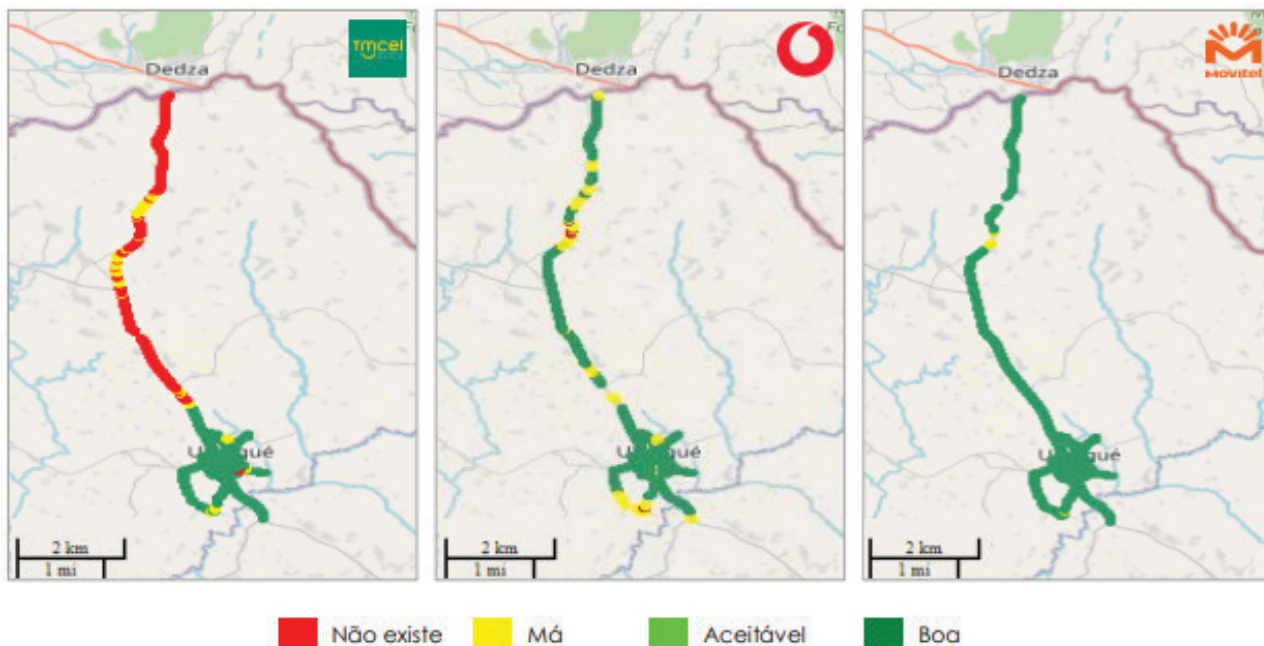 Tmcel
Dedza
2 km
1 mi
Dedza
2 km
1 mi
Movitel
Dedza
2 km
1 mi
Não existe
Má
Aceitável
Boa